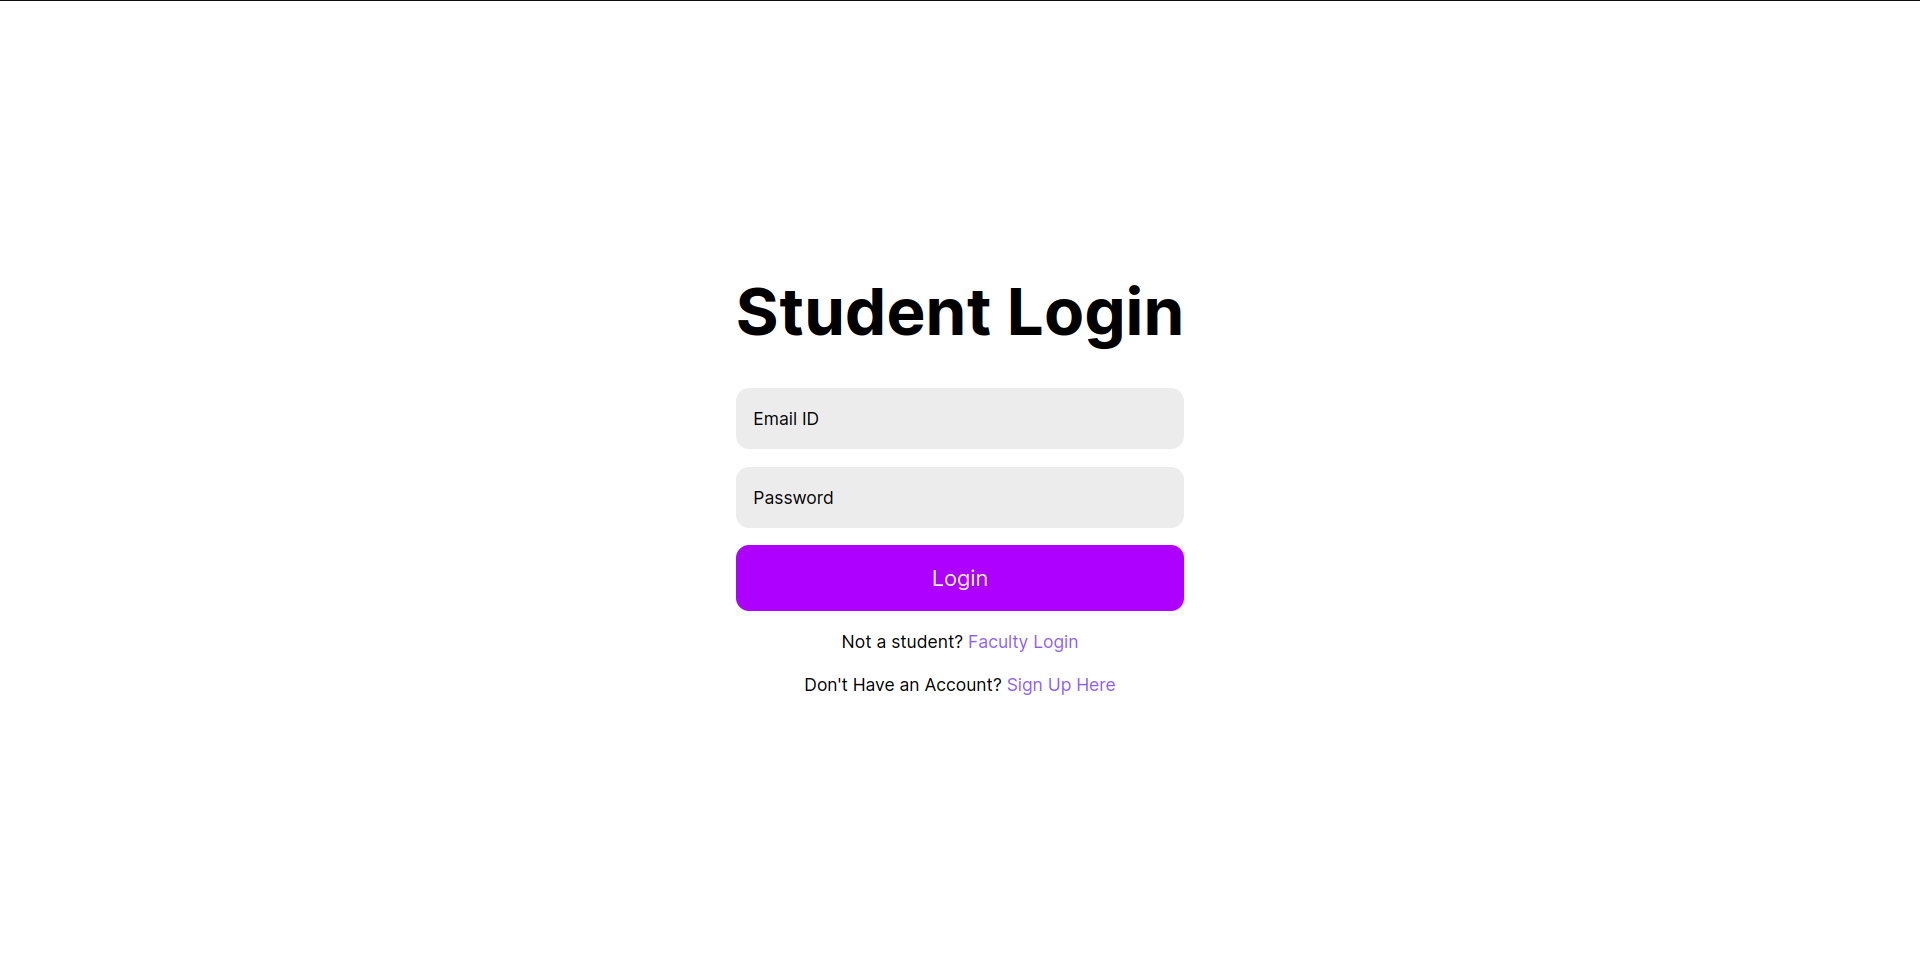 Student Login
Email ID
Password
Login
Not a student? Faculty Login
Don't Have an Account? Sign Up Here